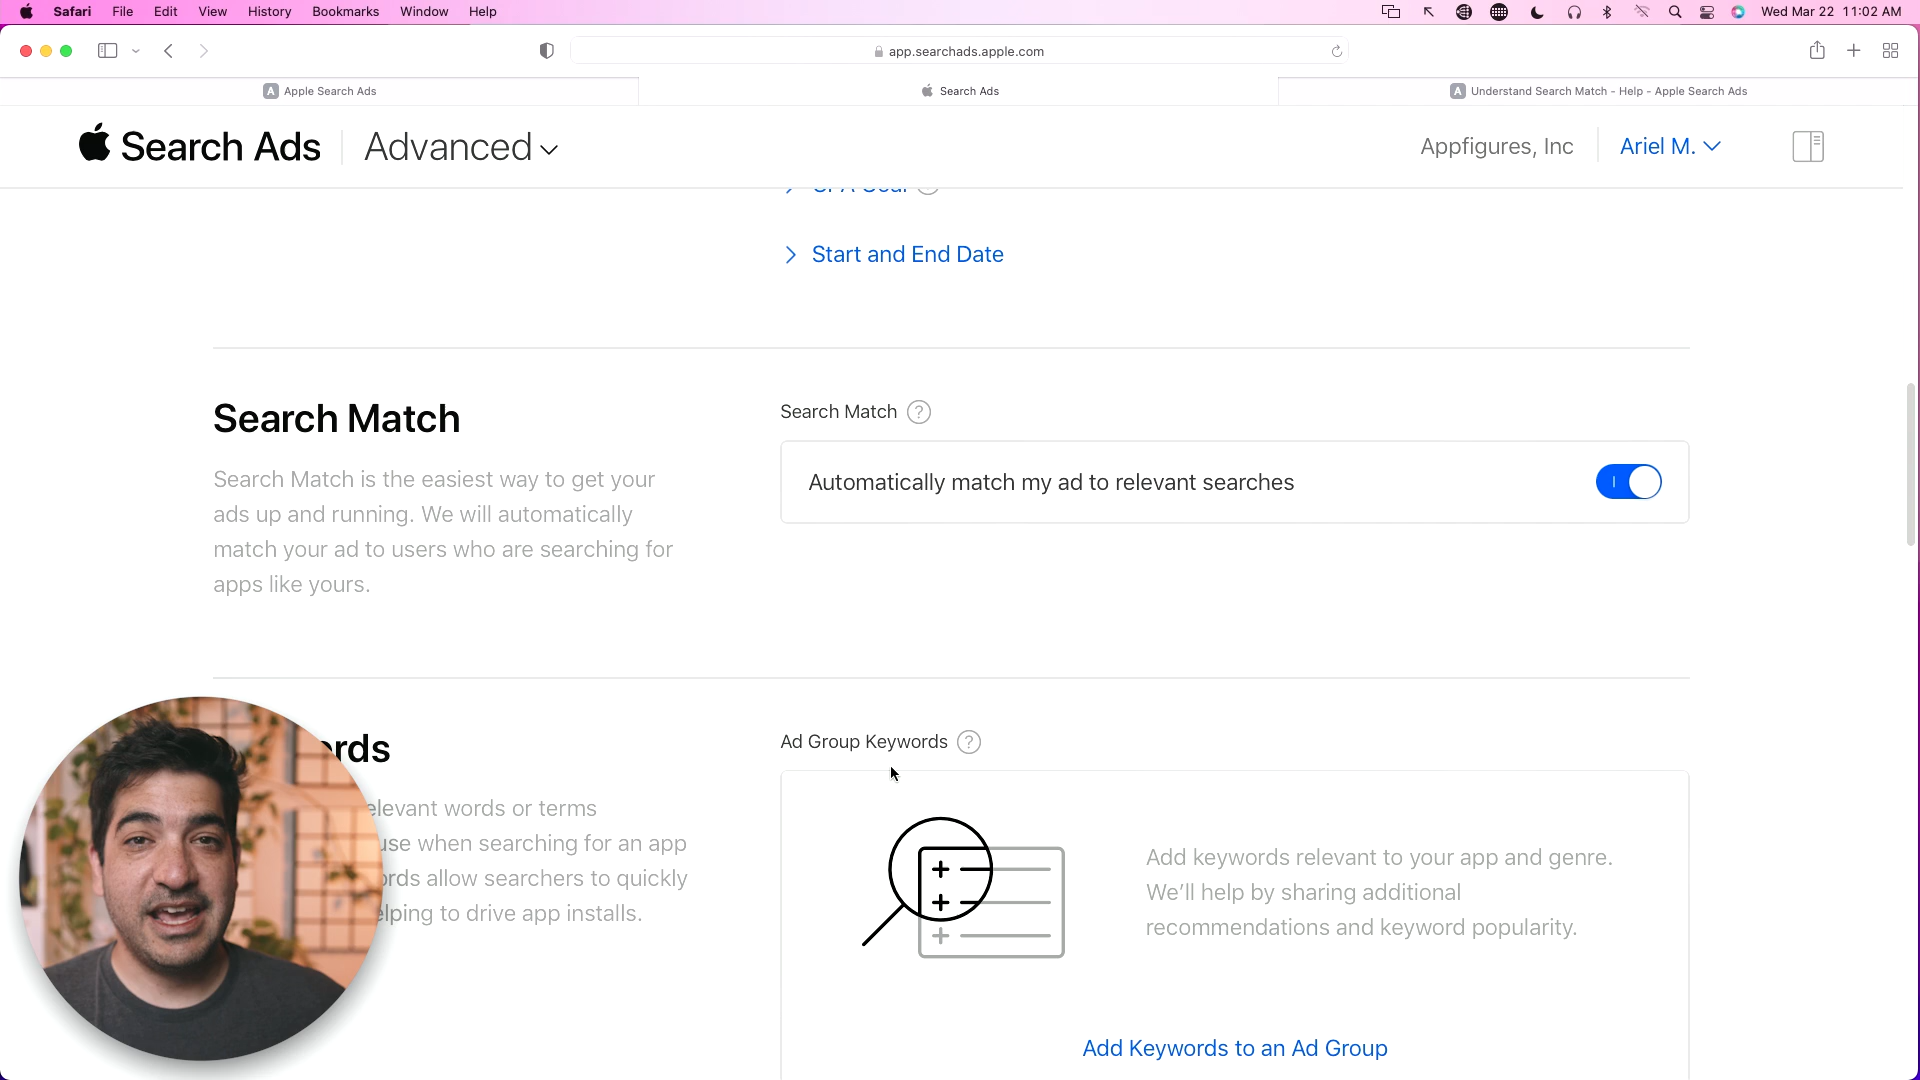 Safari File Edit View History Bookmarks Window Help Wed Mar 22 11:02 AM
app.searchads.apple.com
A Apple Search Ads
Search Ads
A Understand Search Match - Help - Apple Search Ads
Search Ads Advanced Appfigures, Inc Ariel M.
Start and End Date
Search Match
Search Match is the easiest way to get your
ads up and running. We will automatically
match your ad to users who are searching for
apps like yours.
Search Match ?
Automatically match my ad to relevant searches
words or terms
use when searching for an app
allow searchers to quickly
to drive app installs.
Ad Group Keywords ?
Add keywords relevant to your app and genre.
We'll help by sharing additional
recommendations and keyword popularity.
Add Keywords to an Ad Group